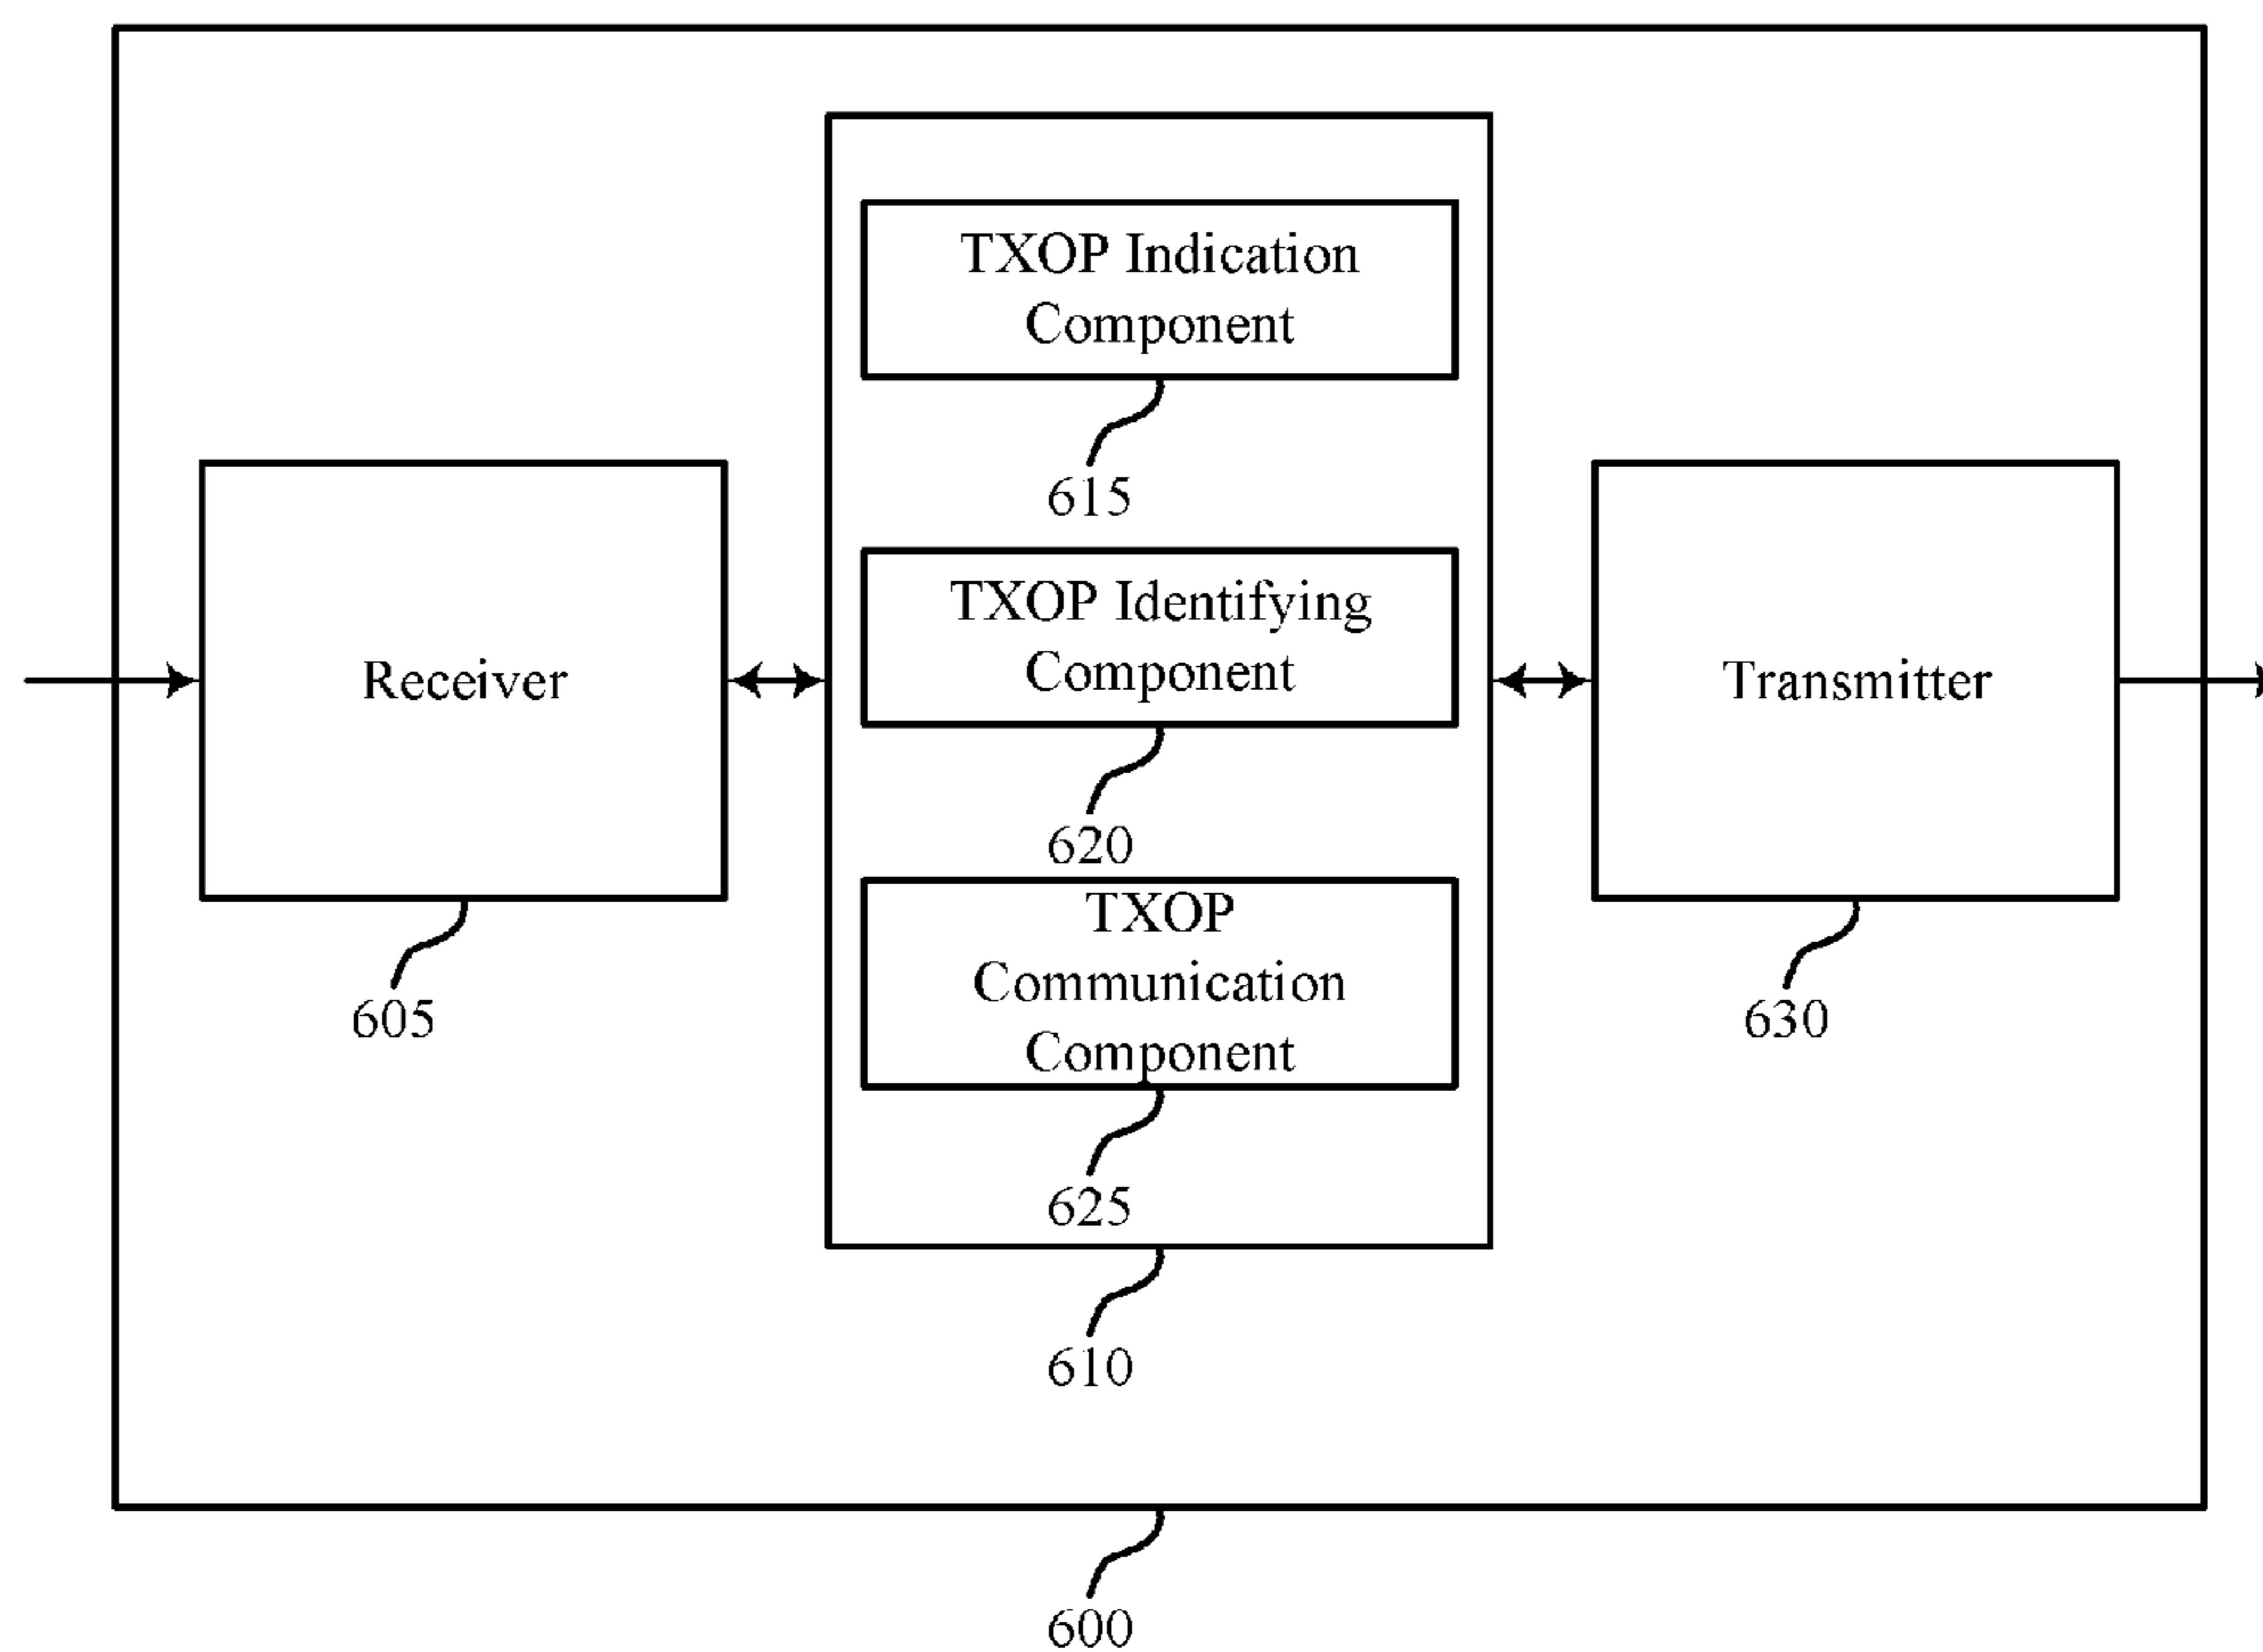 TXOP Indication
Component
615
Receiver
605
TXOP Identifying
Component
620
TXOP
Communication
Component
625
610
Transmitter
630
600